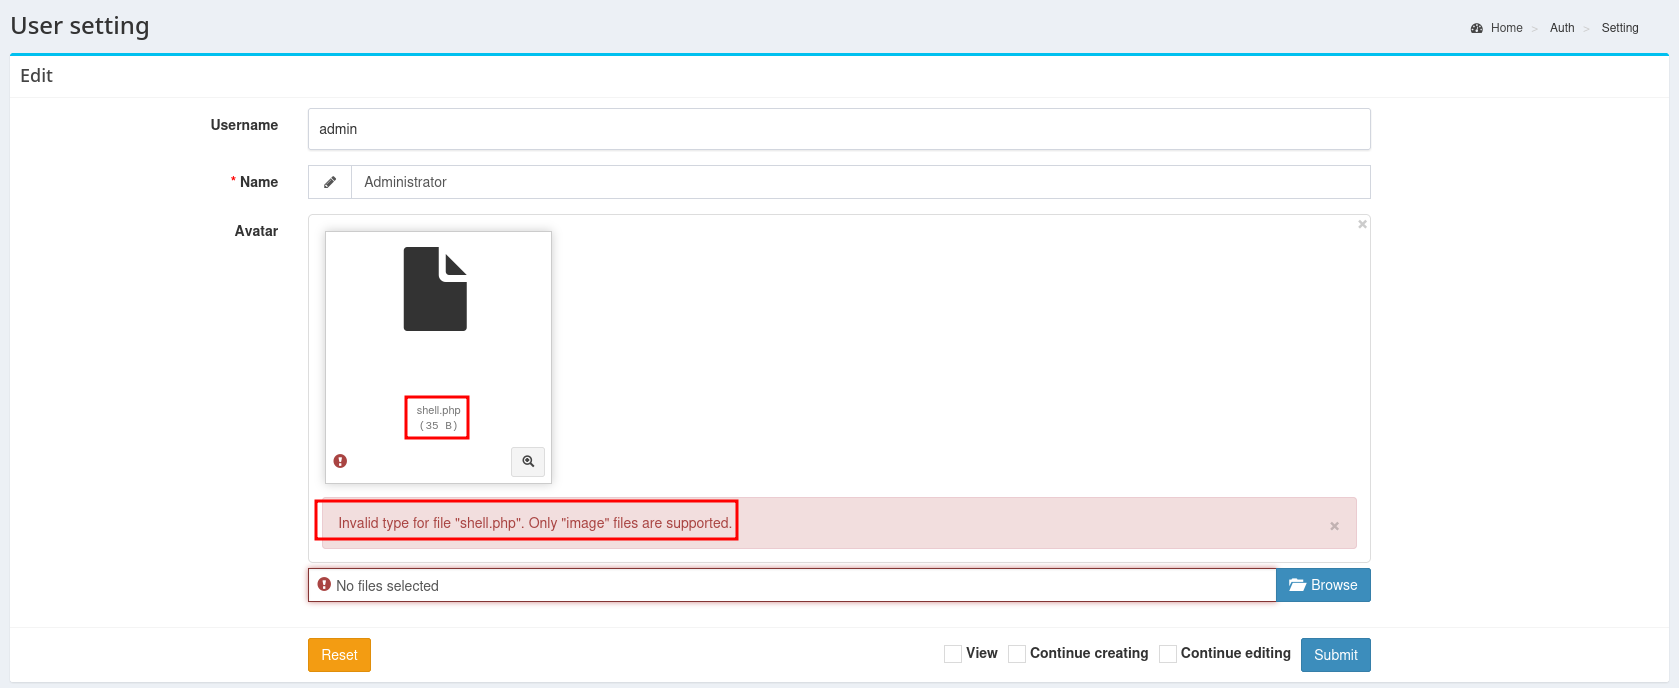 User setting
Home > Auth > Setting
Edit
Username
admin
* Name
Administrator
Avatar
×
shell.php
(35 B)
Invalid type for file "shell.php". Only "image" files are supported.
×
No files selected
Browse
Reset
View
Continue creating
Continue editing
Submit